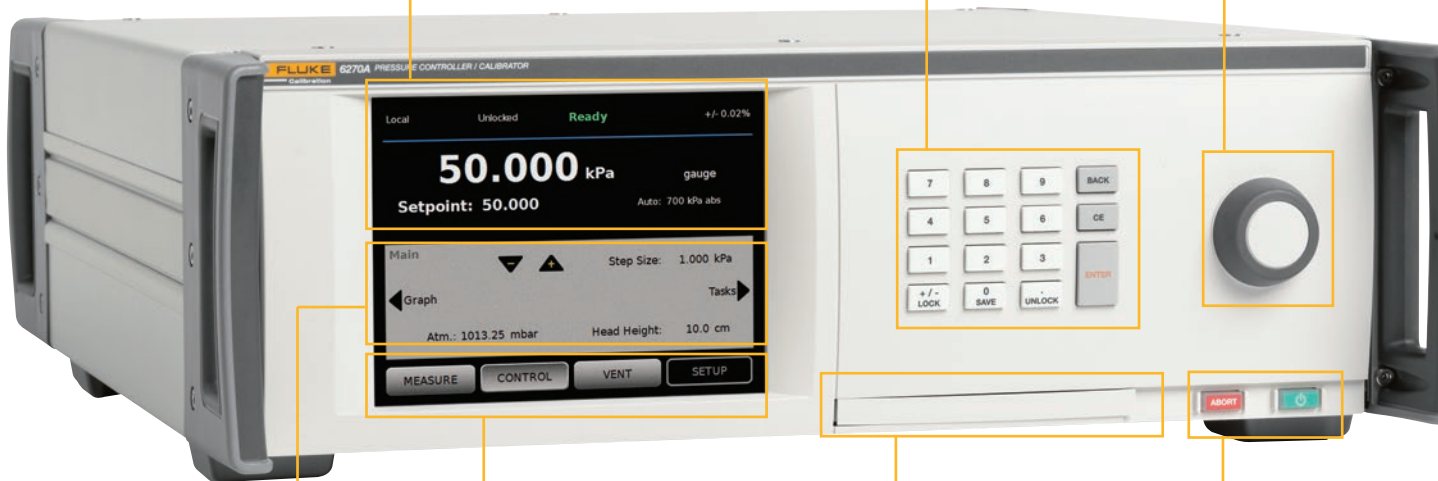 FLUKE 6270A PRESSURE CONTROLLER / CALIBRATOR
Calibration
Local Unlocked Ready +/- 0.02%
50.000 kPa gauge
Setpoint: 50.000 Auto: 700 kPa abs
Main - + Step Size: 1.000 kPa
Graph Tasks
Atm.: 1013.25 mbar Head Height: 10.0 cm
MEASURE CONTROL VENT SETUP
7 8 9 BACK
4 5 6 CE
1 2 3 ENTER
+ / - 0 .
LOCK SAVE UNLOCK
ABORT